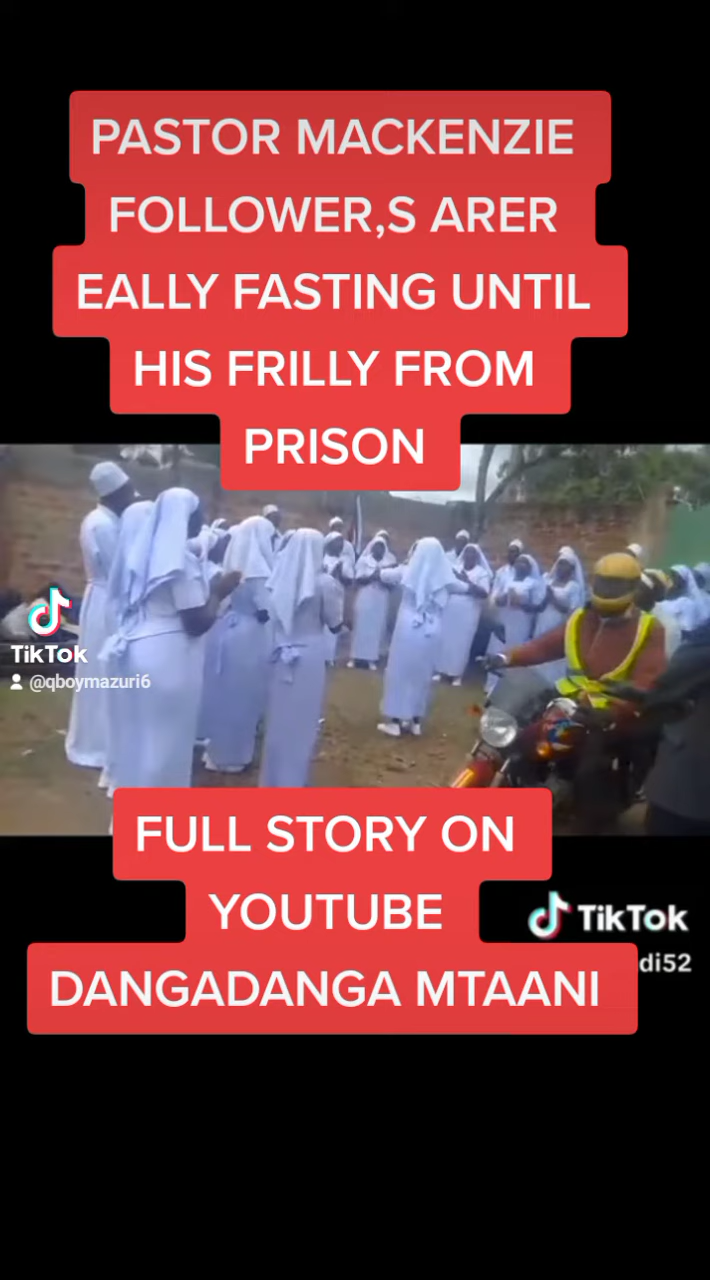 PASTOR MACKENZIE
FOLLOWER,S ARER
EALLY FASTING UNTIL
HIS FRILLY FROM
PRISON
TikTok
@qboymazuri6
FULL STORY ON
YOUTUBE
TikTok
di52
DANGADANGA MTAANI